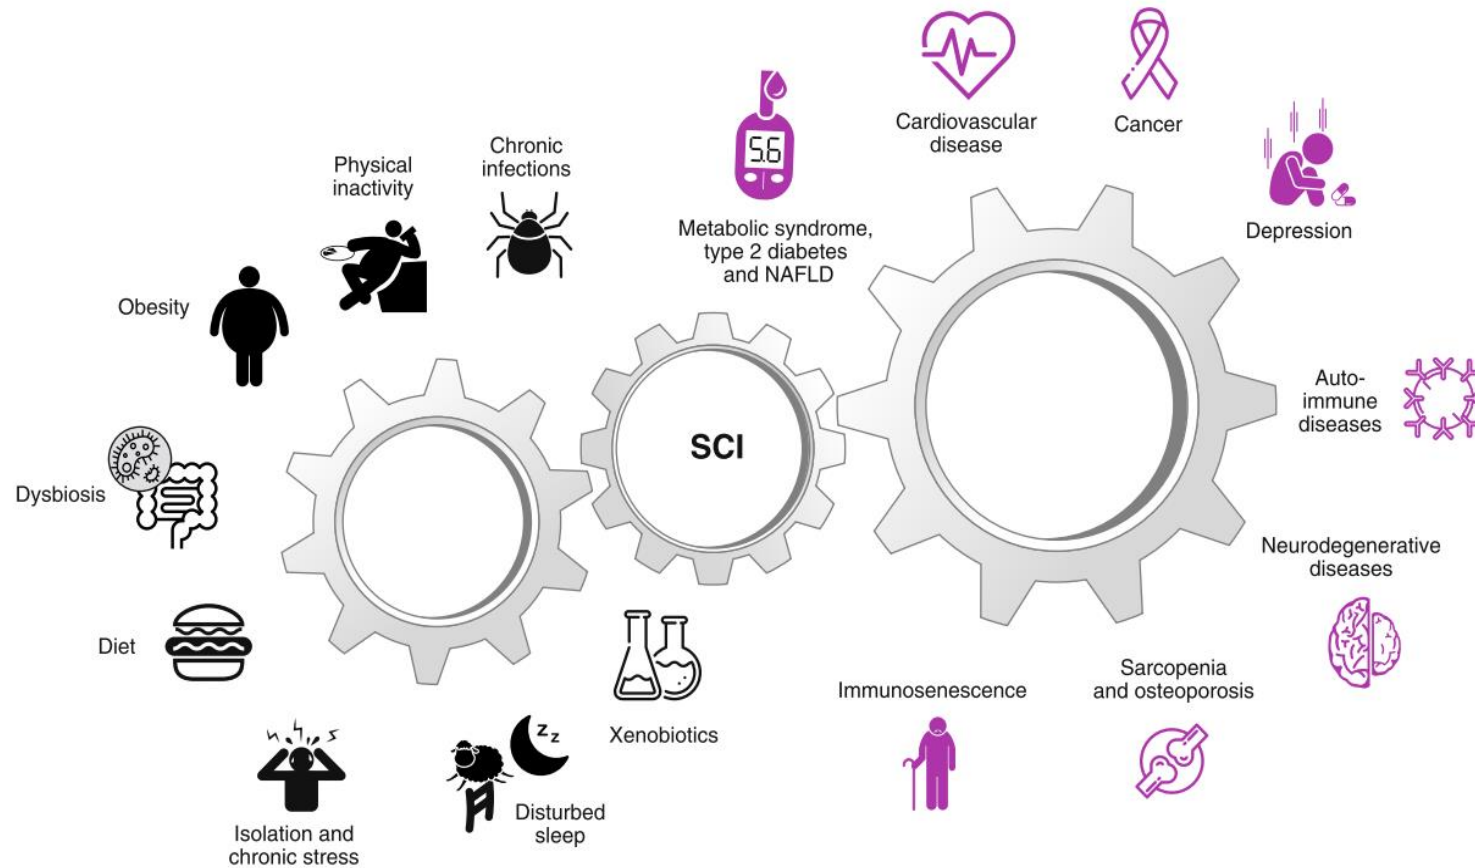 Cardiovascular
disease
Cancer
5.6
Chronic
infections
Physical
inactivity
Metabolic syndrome,
type 2 diabetes
and NAFLD
Depression
Obesity
Auto-
immune
diseases
SCI
Dysbiosis
Neurodegenerative
diseases
Diet
Sarcopenia
and osteoporosis
Immunosenescence
Xenobiotics
z z
Disturbed
sleep
Isolation and
chronic stress